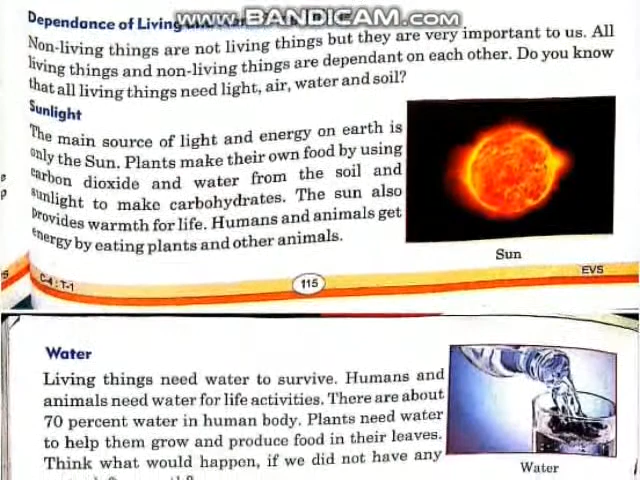 www.BANDICAM.COM
Dependance of Living
Non-living things are not living things but they are very important to us. All
living things and non-living things are dependant on each other. Do you know
that all living things need light, air, water and soil?
Sunlight
The main source of light and energy on earth is
only the Sun. Plants make their own food by using
carbon dioxide and water from the soil and
sunlight to make carbohydrates. The sun also
provides warmth for life. Humans and animals get
energy by eating plants and other animals.
Sun
C-4 : T-1
115
EVS
Water
Living things need water to survive. Humans and
animals need water for life activities. There are about
70 percent water in human body. Plants need water
to help them grow and produce food in their leaves.
Think what would happen, if we did not have any
Water